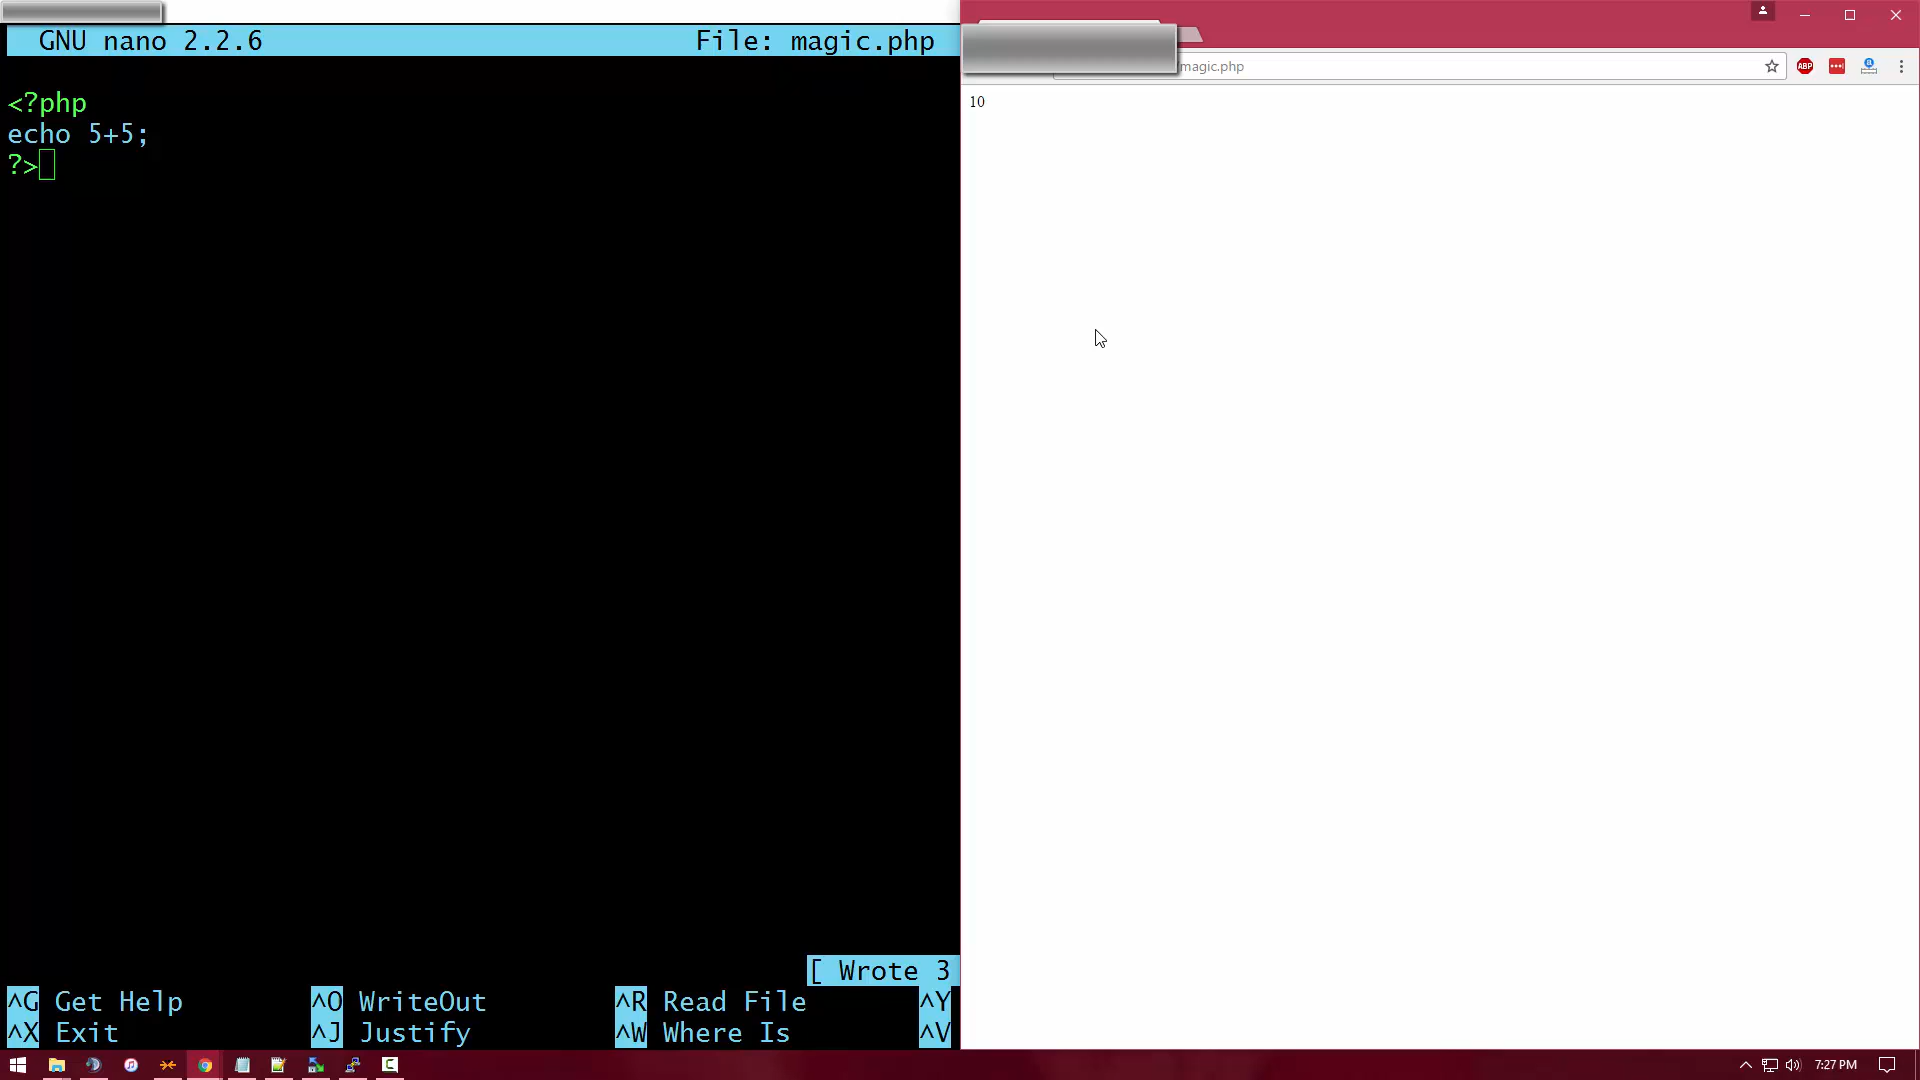 GNU nano 2.2.6 File: magic.php
<?php
echo 5+5;
?>
[ Wrote 3
^G Get Help ^O WriteOut ^R Read File ^Y
^X Exit ^J Justify ^W Where Is ^V
/magic.php
ABP
10
7:27 PM